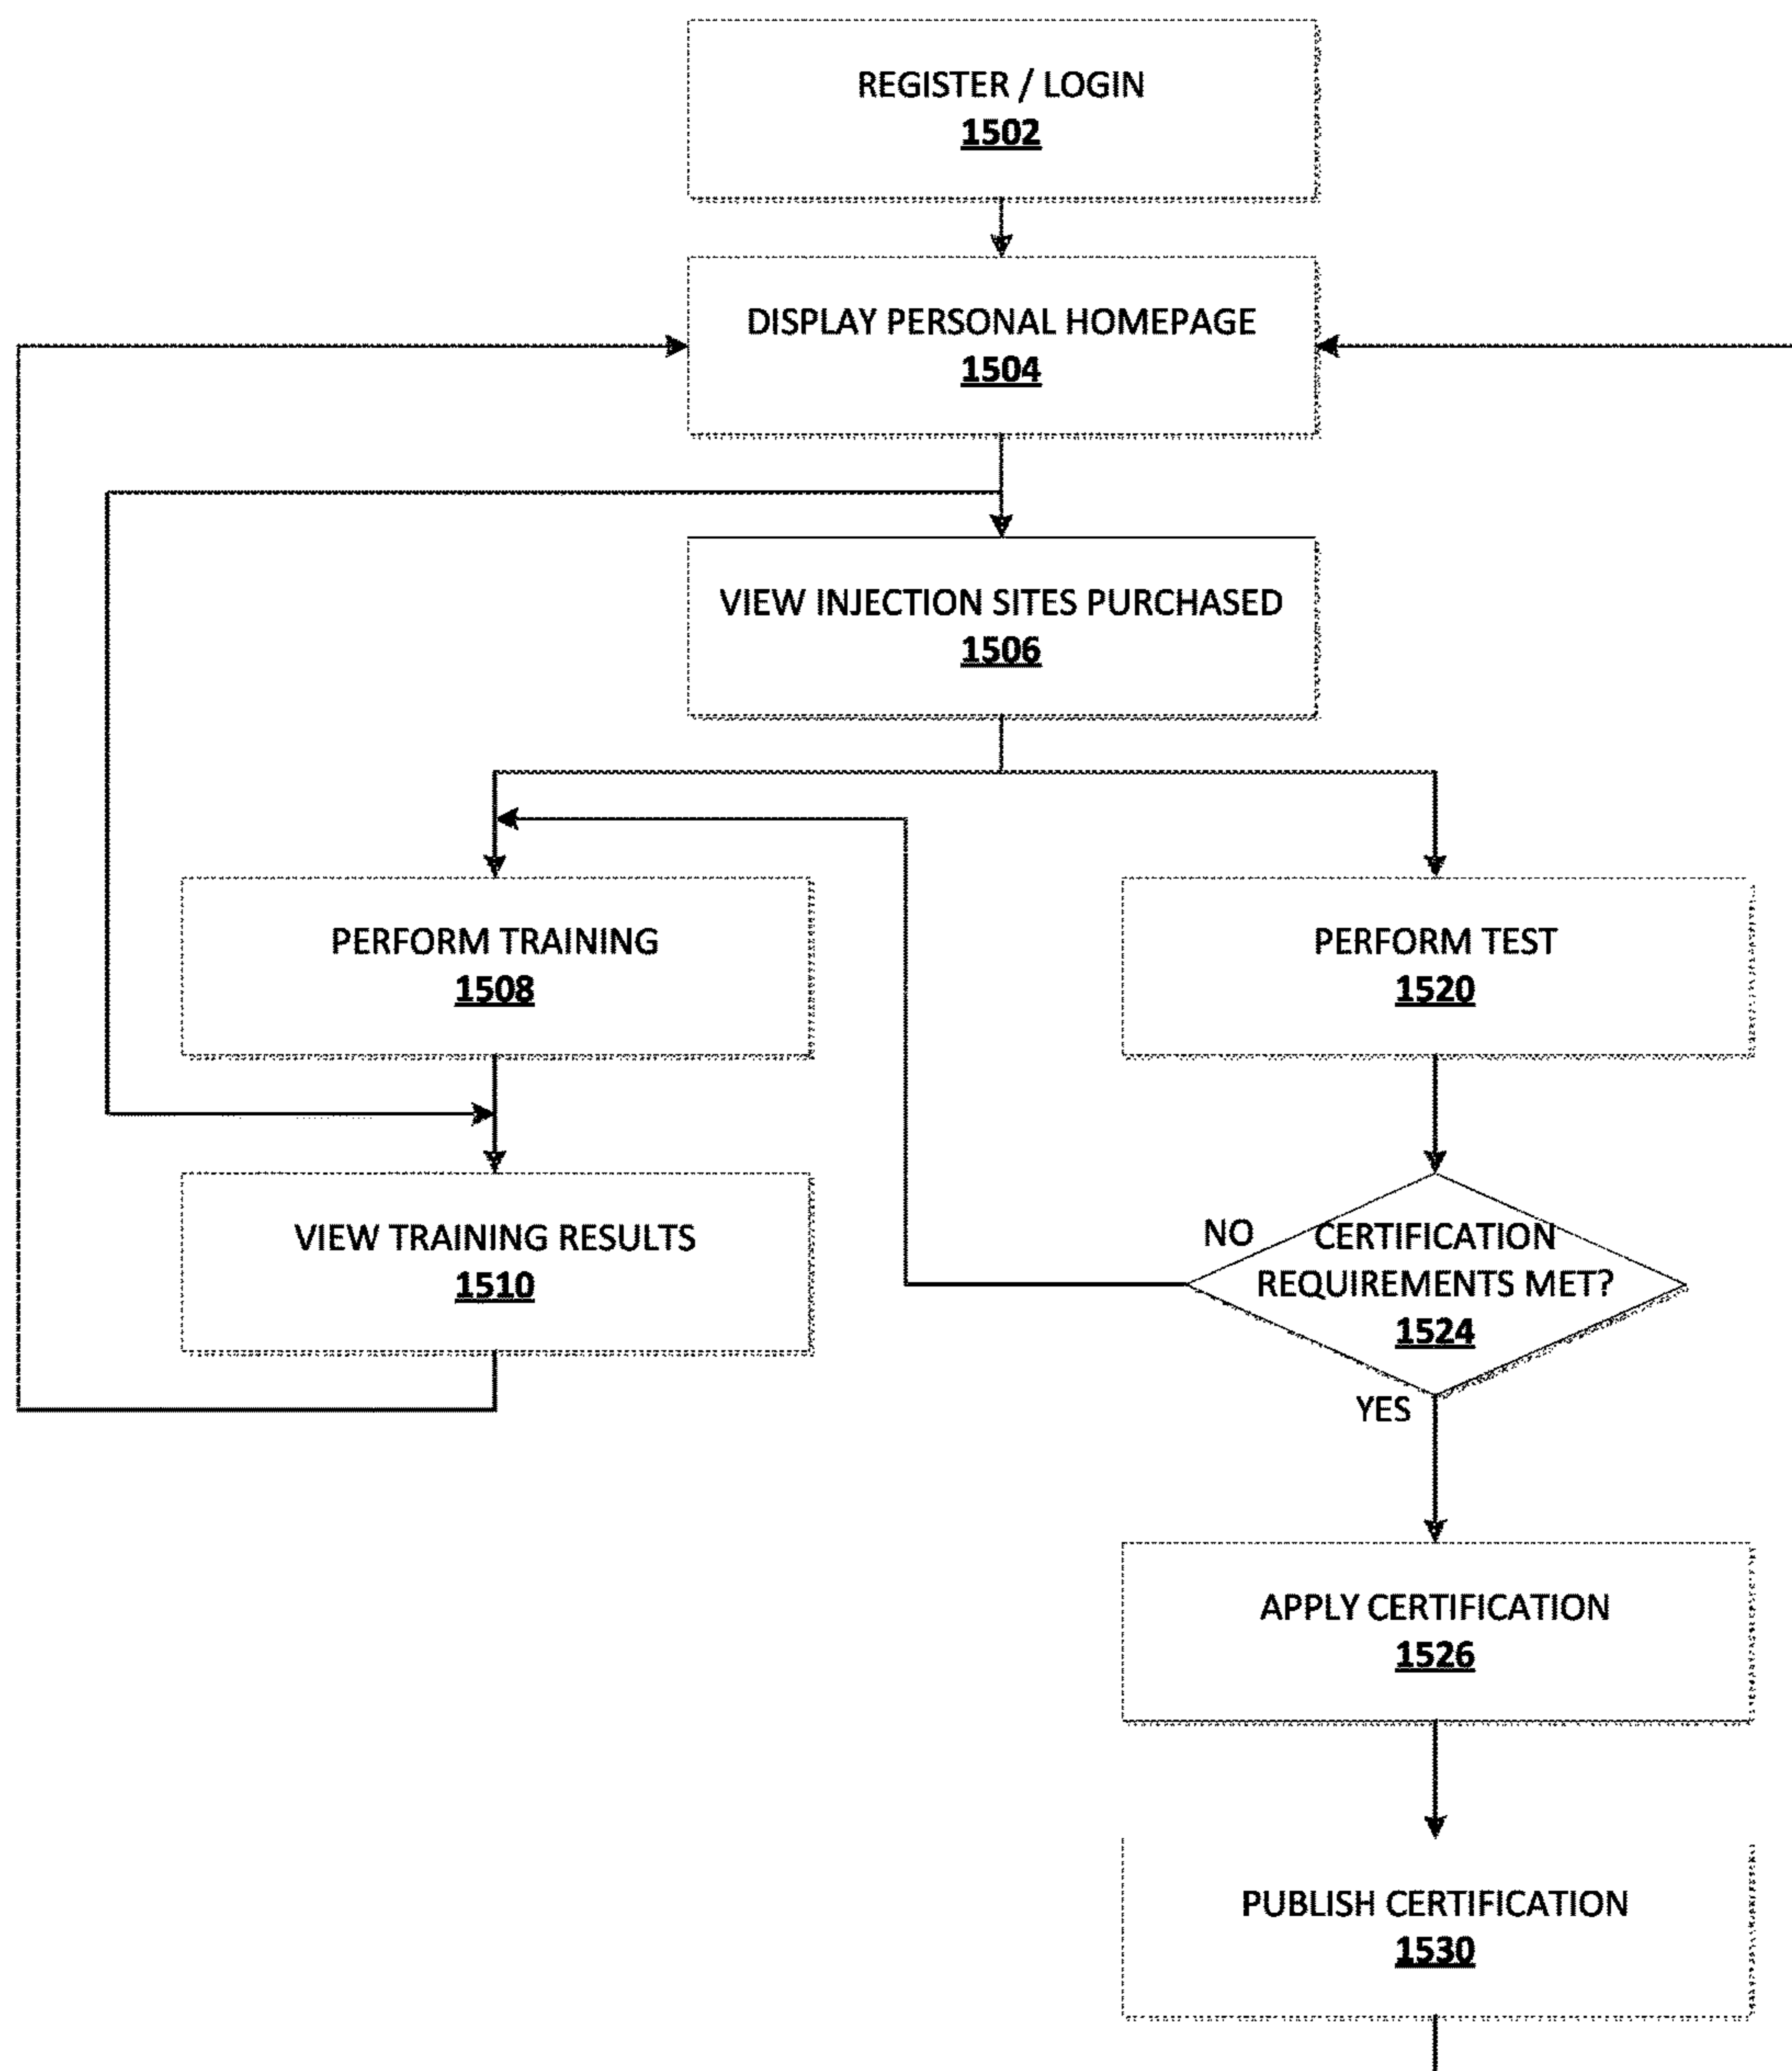 REGISTER / LOGIN
1502
DISPLAY PERSONAL HOMEPAGE
1504
VIEW INJECTION SITES PURCHASED
1506
PERFORM TRAINING
1508
PERFORM TEST
1520
VIEW TRAINING RESULTS
1510
NO
CERTIFICATION
REQUIREMENTS MET?
1524
YES
APPLY CERTIFICATION
1526
PUBLISH CERTIFICATION
1530